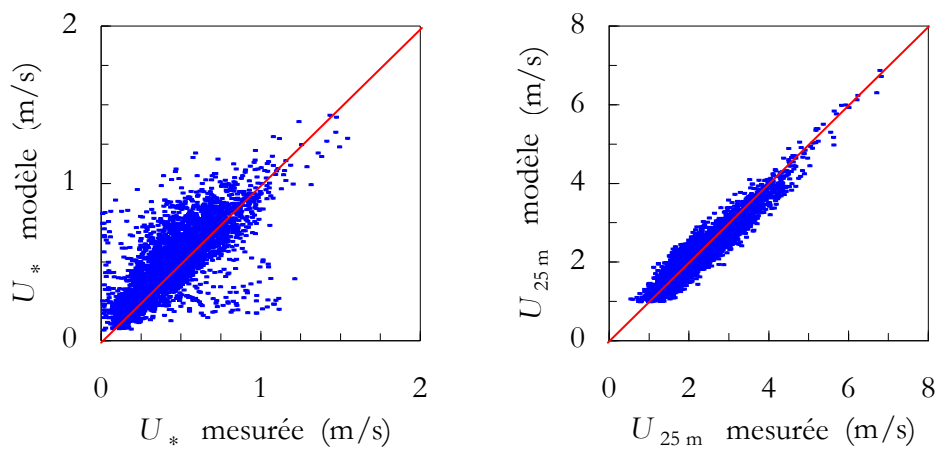 2
1
0
U * modèle (m/s)
0 1 2
U * mesurée (m/s)
8
6
4
2
0
U 25 m modèle (m/s)
0 2 4 6 8
U 25 m mesurée (m/s)